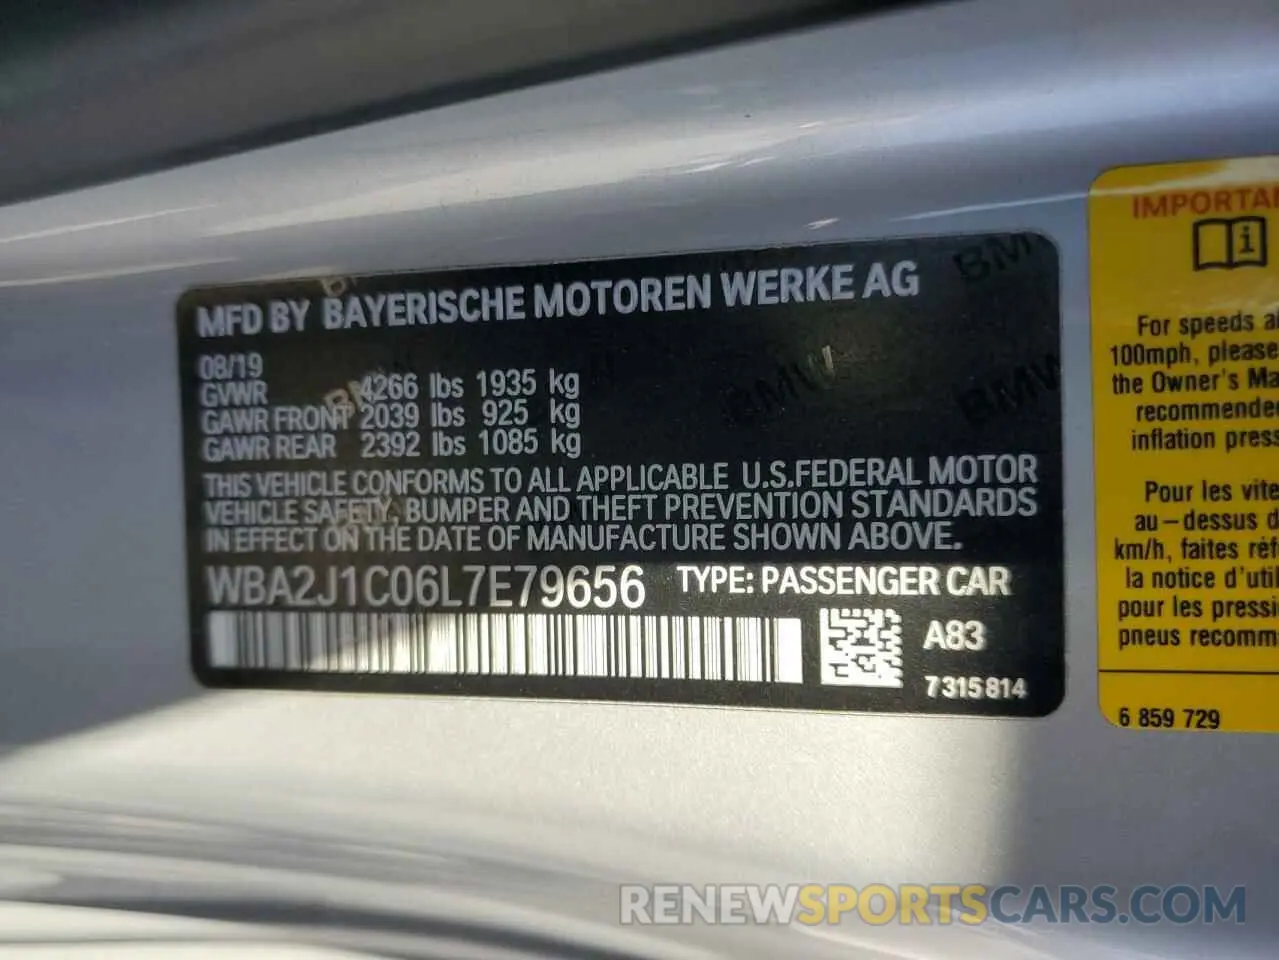 MFD BY BAYERISCHE MOTOREN WERKE AG
08/19
GVWR 4266 lbs 1935 kg
GAWR FRONT 2039 lbs 925 kg
GAWR REAR 2392 lbs 1085 kg
THIS VEHICLE CONFORMS TO ALL APPLICABLE U.S.FEDERAL MOTOR
VEHICLE SAFETY, BUMPER AND THEFT PREVENTION STANDARDS
IN EFFECT ON THE DATE OF MANUFACTURE SHOWN ABOVE.
WBA2J1C06L7E79656 TYPE: PASSENGER CAR
A83
7315814
BMW
BMW
BMW
IMPORTA
i
For speeds a
100mph, please
the Owner's Ma
recommende
inflation press
Pour les vite
au-dessus d
km/h, faites réf
la notice d'util
pour les pressi
pneus recomm
6 859 729
RENEWSPORTSCARS.COM